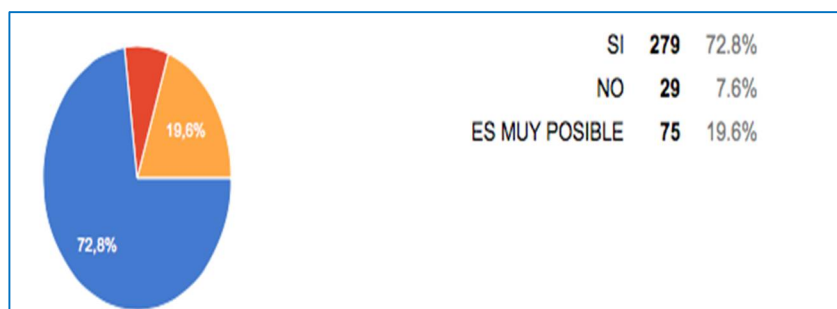 SI 279 72.8%
NO 29 7.6%
ES MUY POSIBLE 75 19.6%
19,6%
72,8%